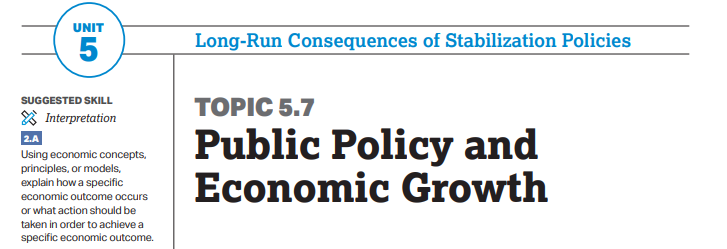 UNIT
5
Long-Run Consequences of Stabilization Policies
SUGGESTED SKILL
Interpretation
2.A
Using economic concepts,
principles, or models,
explain how a specific
economic outcome occurs
or what action should be
taken in order to achieve a
specific economic outcome.
TOPIC 5.7
Public Policy and
Economic Growth